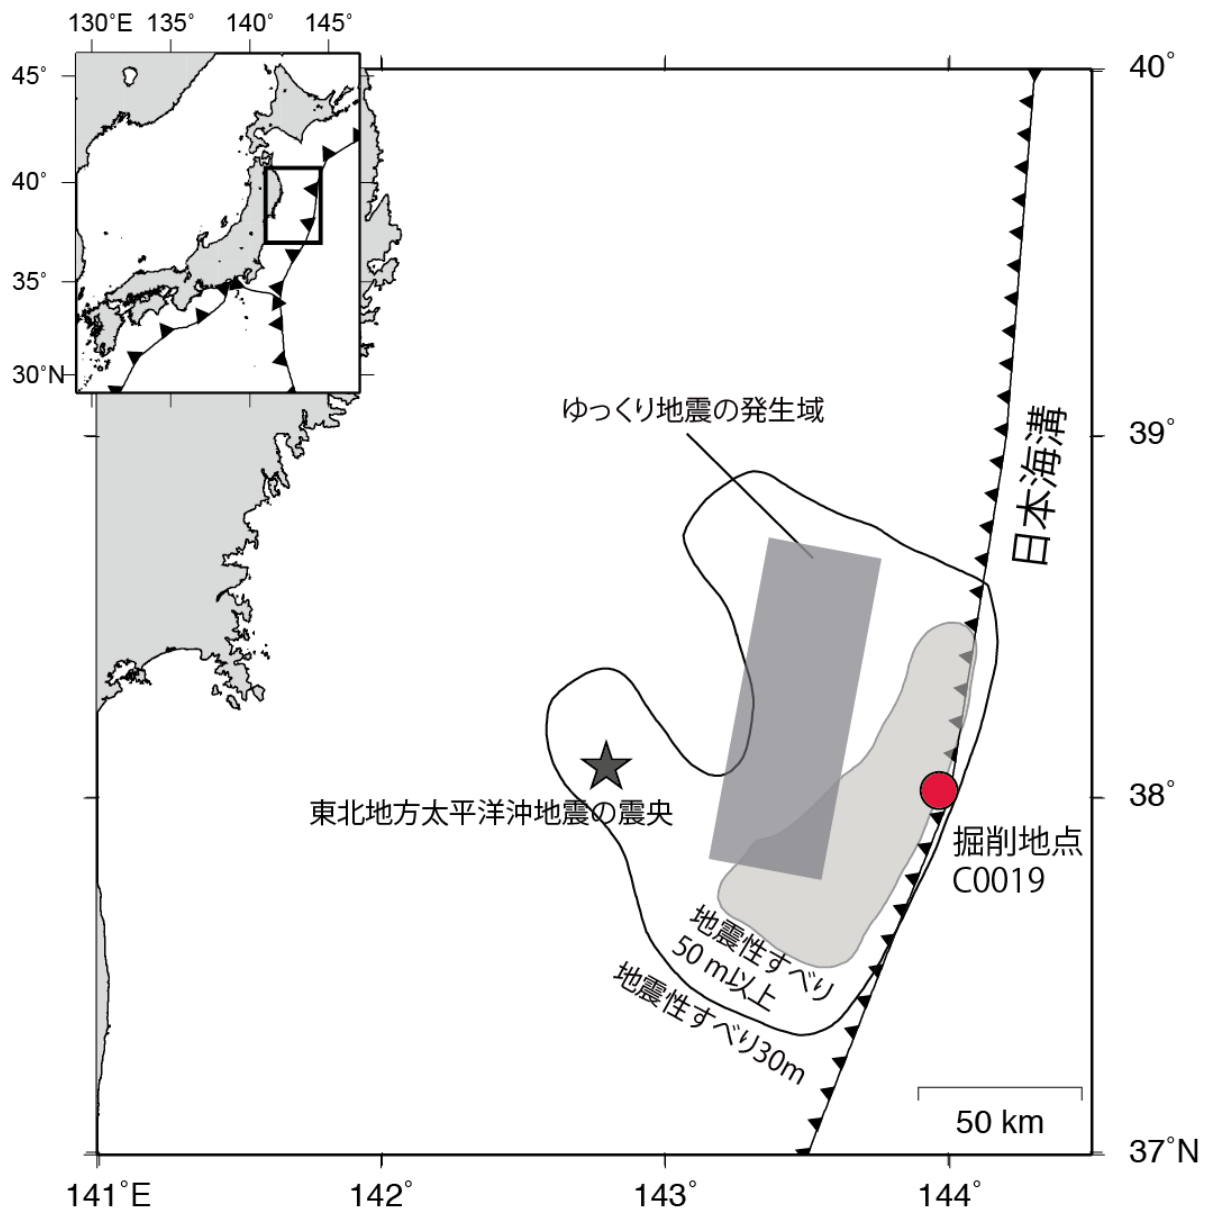 130˚E 135˚ 140˚ 145˚
45˚
40˚
35˚
30˚N
40˚
39˚
38˚
37˚N
ゆっくり地震の発生域
日本海溝
東北地方太平洋沖地震の震央
掘削地点
C0019
地震性すべり
50 m以上
地震性すべり30m
50 km
141˚E 142˚ 143˚ 144˚